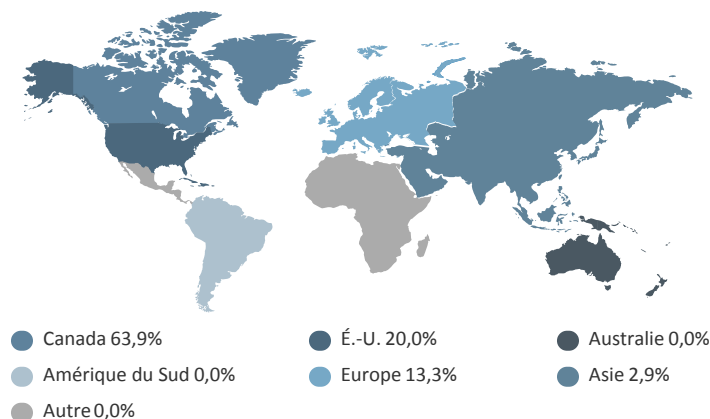 Canada 63,9% É.-U. 20,0% Australie 0,0%
Amérique du Sud 0,0% Europe 13,3% Asie 2,9%
Autre 0,0%